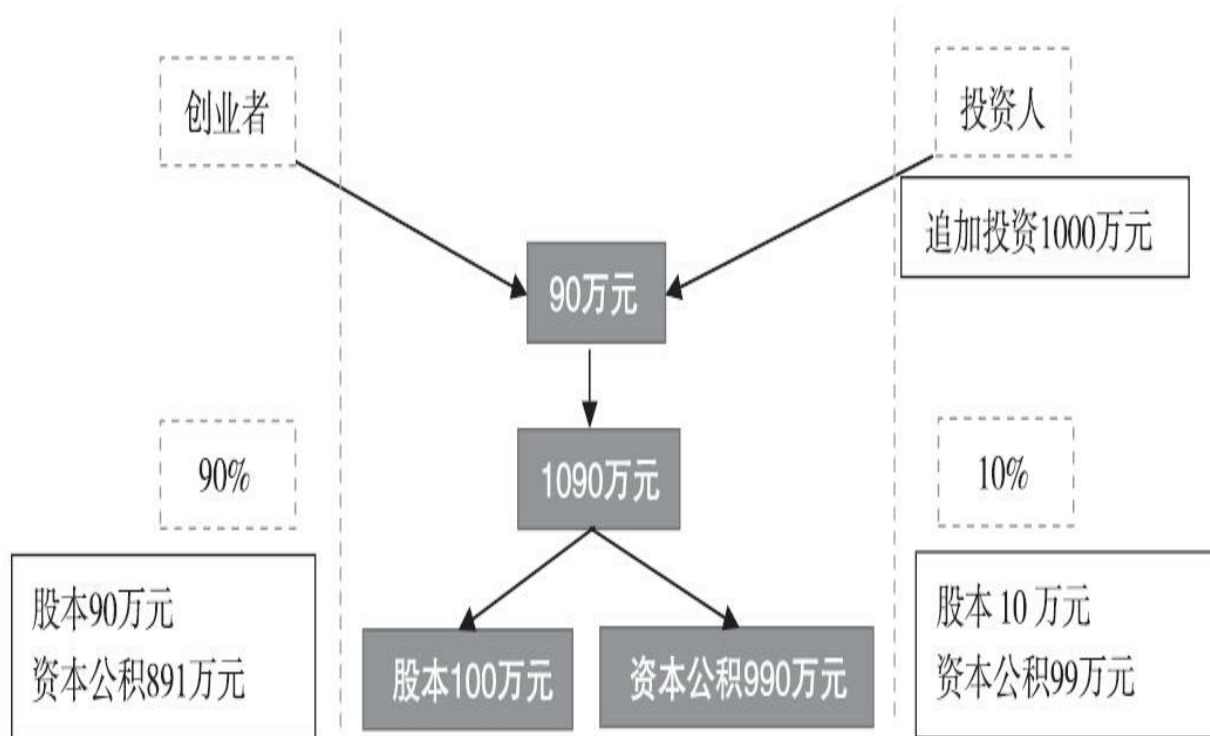 创业者
投资人
追加投资1000万元
90万元
90%
1090万元
10%
股本90万元
资本公积891万元
股本100万元
资本公积990万元
股本 10 万元
资本公积99万元